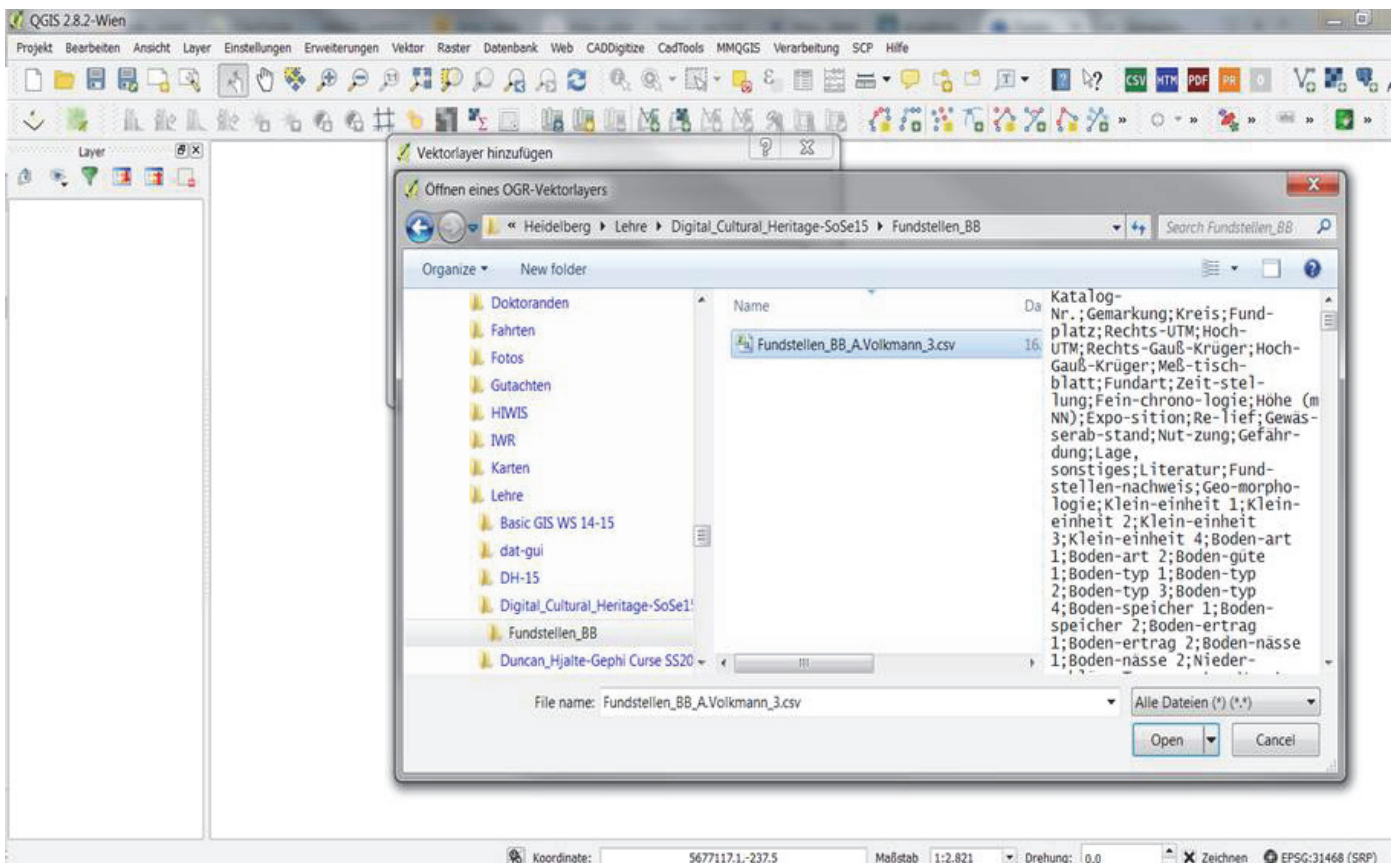 QGIS 2.8.2-Wien
Projekt Bearbeiten Ansicht Layer Einstellungen Erweiterungen Vektor Raster Datenbank Web CADDigitize CadTools MMQGIS Verarbeitung SCP Hilfe
CSV HTM PDF PR
Layer
Vektorlayer hinzufügen
Öffnen eines OGR-Vektorlayers
« Heidelberg Lehre Digital_Cultural_Heritage-SoSe15 Fundstellen_BB
Search Fundstellen_BB
Organize New folder
Doktoranden
Fahrten
Fotos
Gutachten
HIWIS
IWR
Karten
Lehre
Basic GIS WS 14-15
dat-gui
DH-15
Digital_Cultural_Heritage-SoSe1
Fundstellen_BB
Duncan_Hjalte-Gephi Curse SS20
Name Da
Fundstellen_BB_A.Volkmann_3.csv 16.
Katalog-
Nr.;Gemarkung;Kreis;Fund-
platz;Rechts-UTM;Hoch-
UTM;Rechts-Gauß-Krüger;Hoch-
Gauß-Krüger;Meß-tisch-
blatt;Fundart;Zeit-stel-
lung;Fein-chrono-logie;Höhe (m
NN);Expo-sition;Re-lief;Gewäs-
serab-stand;Nut-zung;Gefähr-
dung;Lage,
sonstiges;Literatur;Fund-
stellen-nachweis;Geo-morpho-
logie;Klein-einheit 1;Klein-
einheit 2;Klein-einheit
3;Klein-einheit 4;Boden-art
1;Boden-art 2;Boden-güte
1;Boden-typ 1;Boden-typ
2;Boden-typ 3;Boden-typ
4;Boden-speicher 1;Boden-
speicher 2;Boden-ertrag
1;Boden-ertrag 2;Boden-nässe
1;Boden-nässe 2;Nieder-
File name: Fundstellen_BB_A.Volkmann_3.csv
Alle Dateien (*) (*.*)
Open Cancel
Koordinate: 5677117.1,-237.5 Maßstab 1:2.821 Drehung: 0,0 Zeichnen EPSG:31468 (SRP)